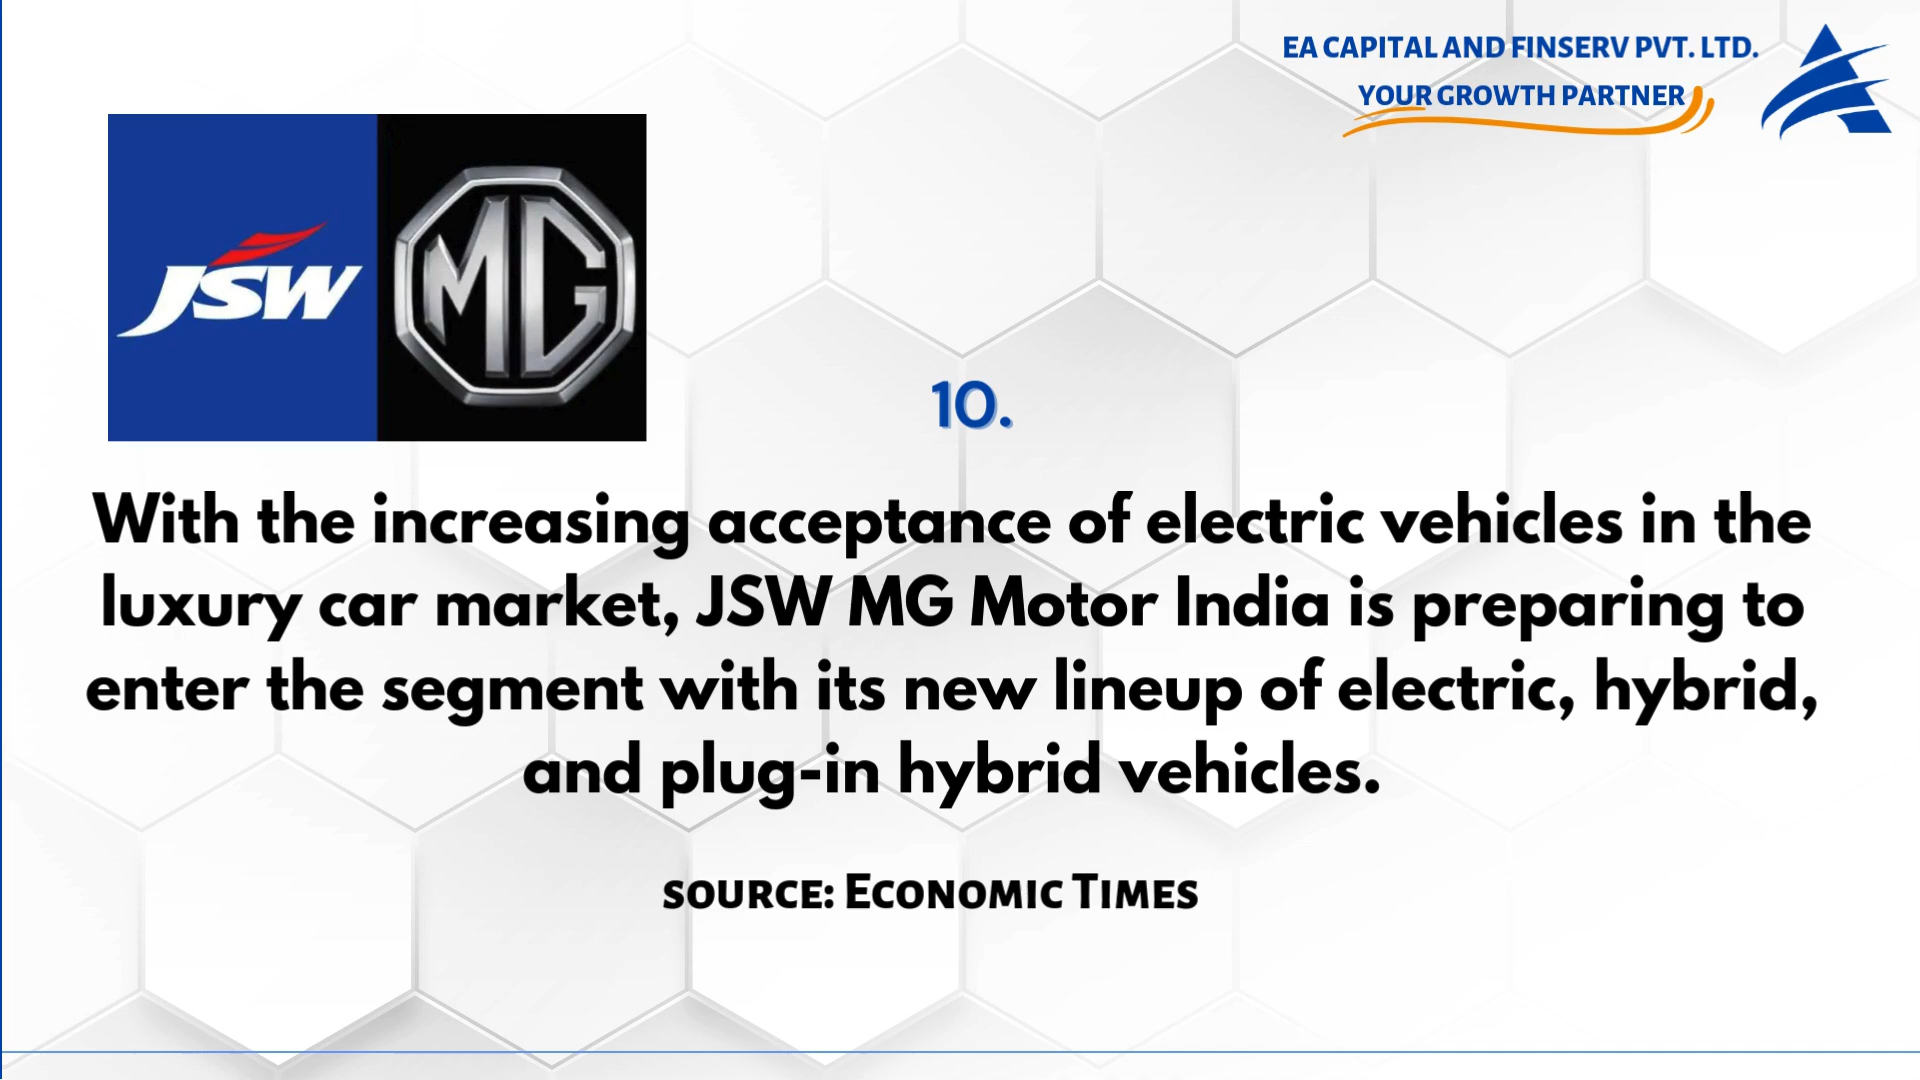 EA CAPITAL AND FINSERV PVT. LTD.
YOUR GROWTH PARTNER
JSW
MG
10.
With the increasing acceptance of electric vehicles in the
luxury car market, JSW MG Motor India is preparing to
enter the segment with its new lineup of electric, hybrid,
and plug-in hybrid vehicles.
SOURCE: ECONOMIC TIMES